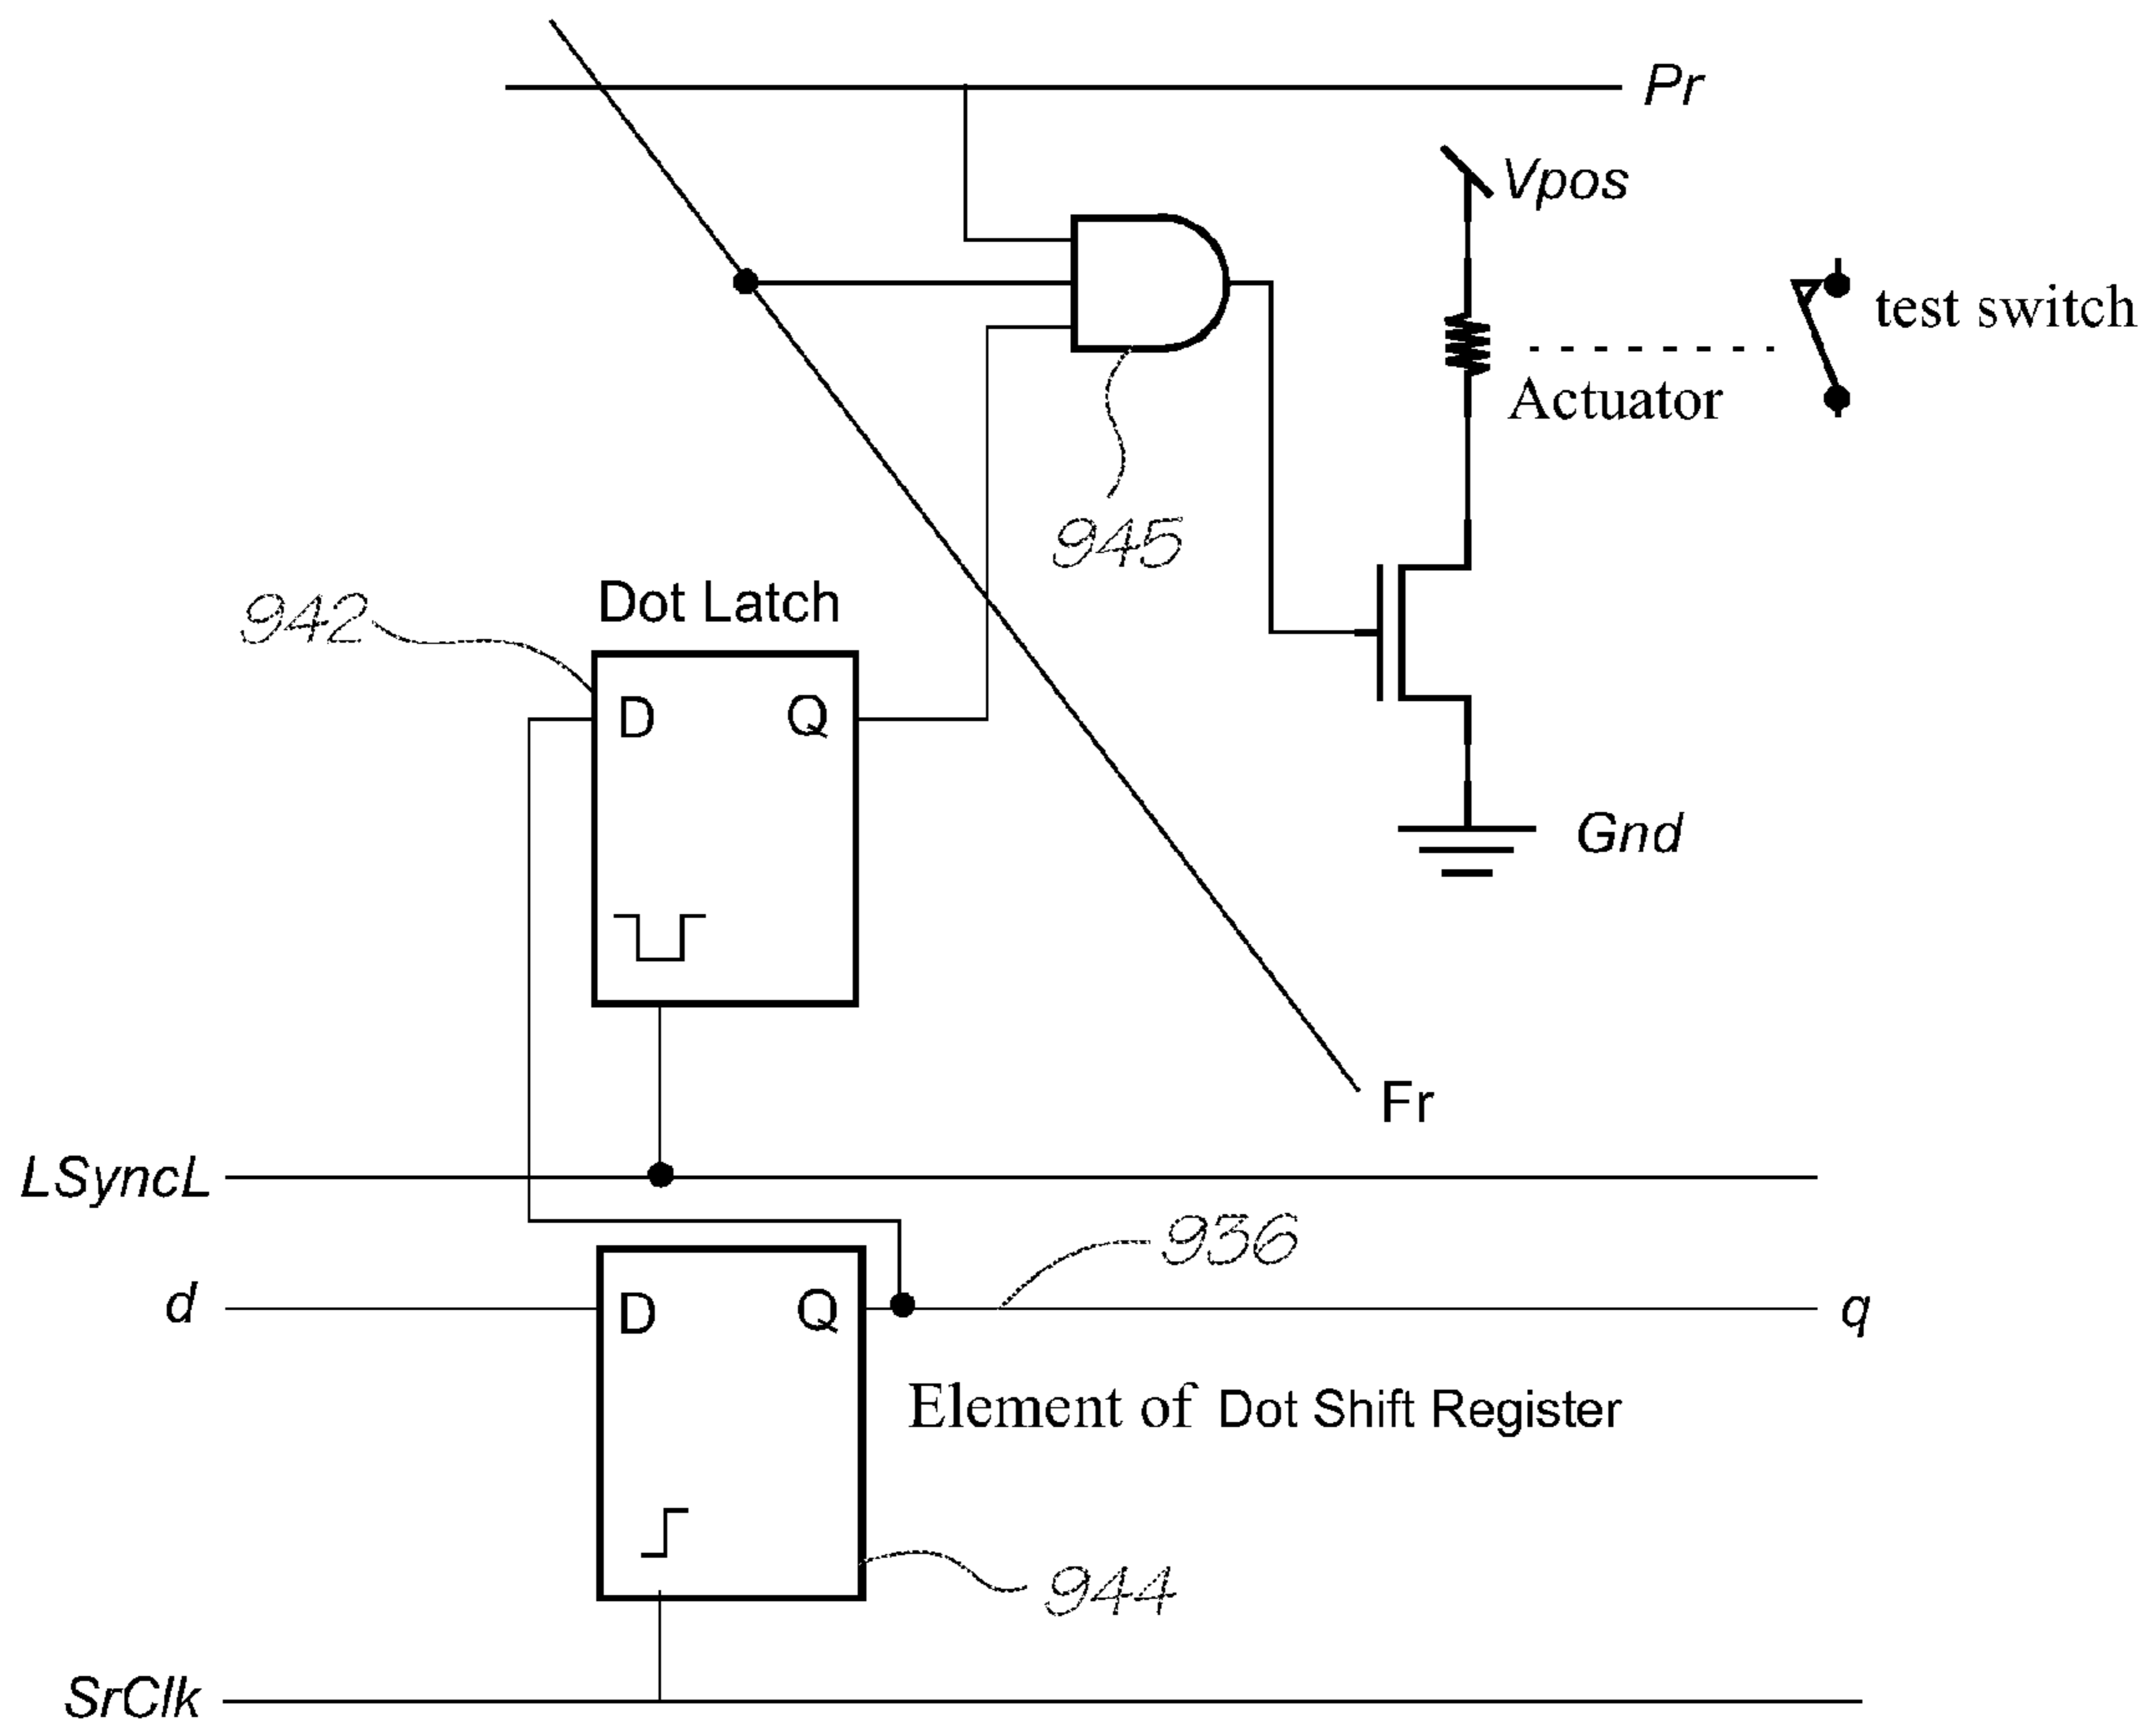 Pr
Vpos
test switch
Actuator
945
942
Dot Latch
D Q
Gnd
Fr
LSyncL
936
d
D Q
q
Element of Dot Shift Register
944
SrClk